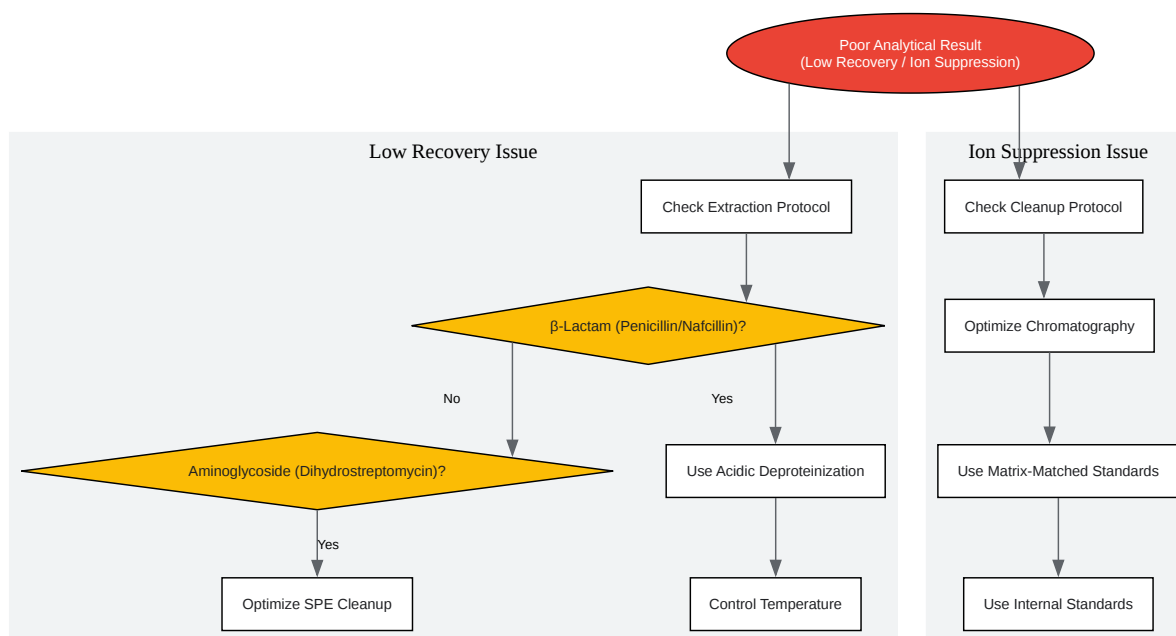 Poor Analytical Result
(Low Recovery / Ion Suppression)
Low Recovery Issue
Ion Suppression Issue
Check Extraction Protocol
Check Cleanup Protocol
β-Lactam (Penicillin/Nafcillin)?
Optimize Chromatography
No
Yes
Aminoglycoside (Dihydrostreptomycin)?
Use Acidic Deproteinization
Use Matrix-Matched Standards
Yes
Optimize SPE Cleanup
Control Temperature
Use Internal Standards